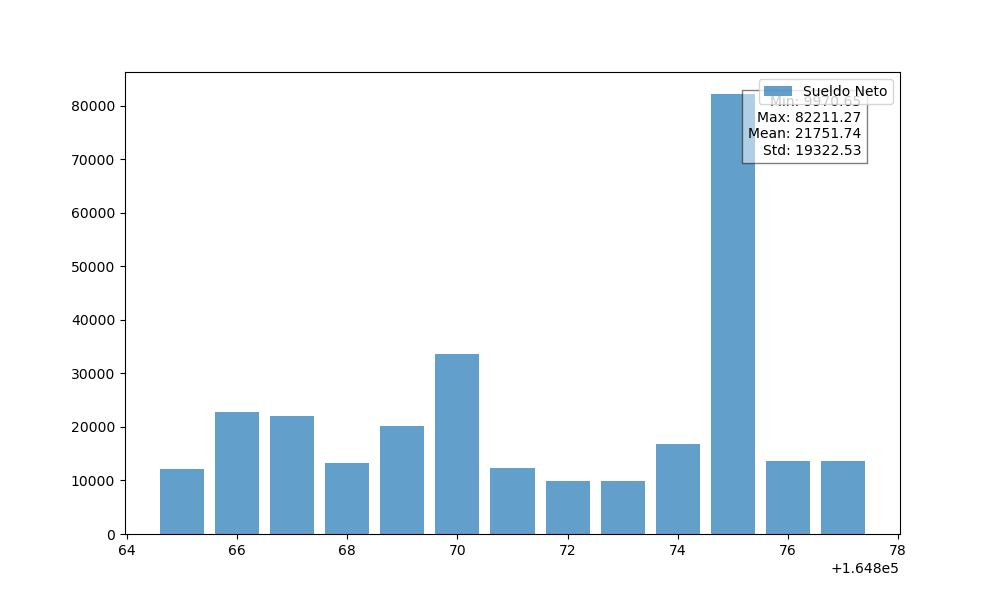 80000
70000
60000
50000
40000
30000
20000
10000
0
64
66
68
70
72
74
76
78
+1.648e5
Sueldo Neto
Min: 9970.65
Max: 82211.27
Mean: 21751.74
Std: 19322.53